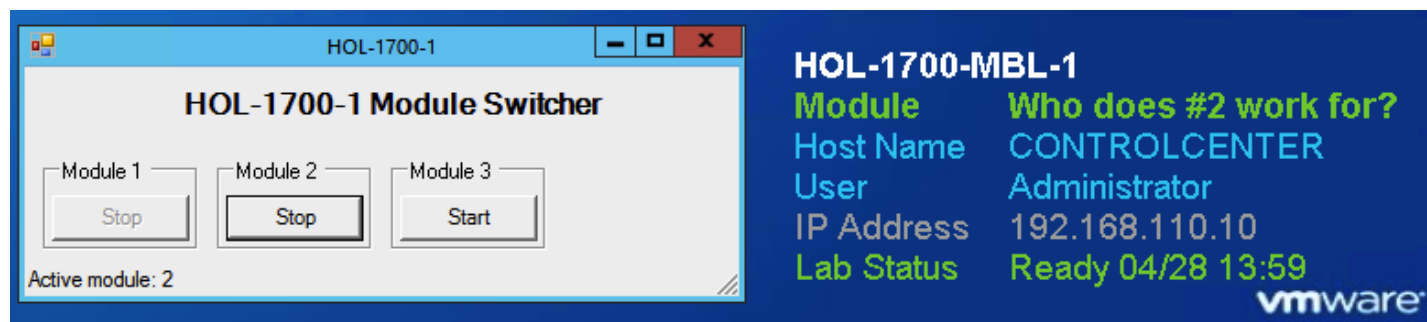 HOL-1700-1
HOL-1700-1 Module Switcher
Module 1 Module 2 Module 3
Stop Stop Start
Active module: 2
HOL-1700-MBL-1
Module Who does #2 work for?
Host Name CONTROLCENTER
User Administrator
IP Address 192.168.110.10
Lab Status Ready 04/28 13:59
vmware